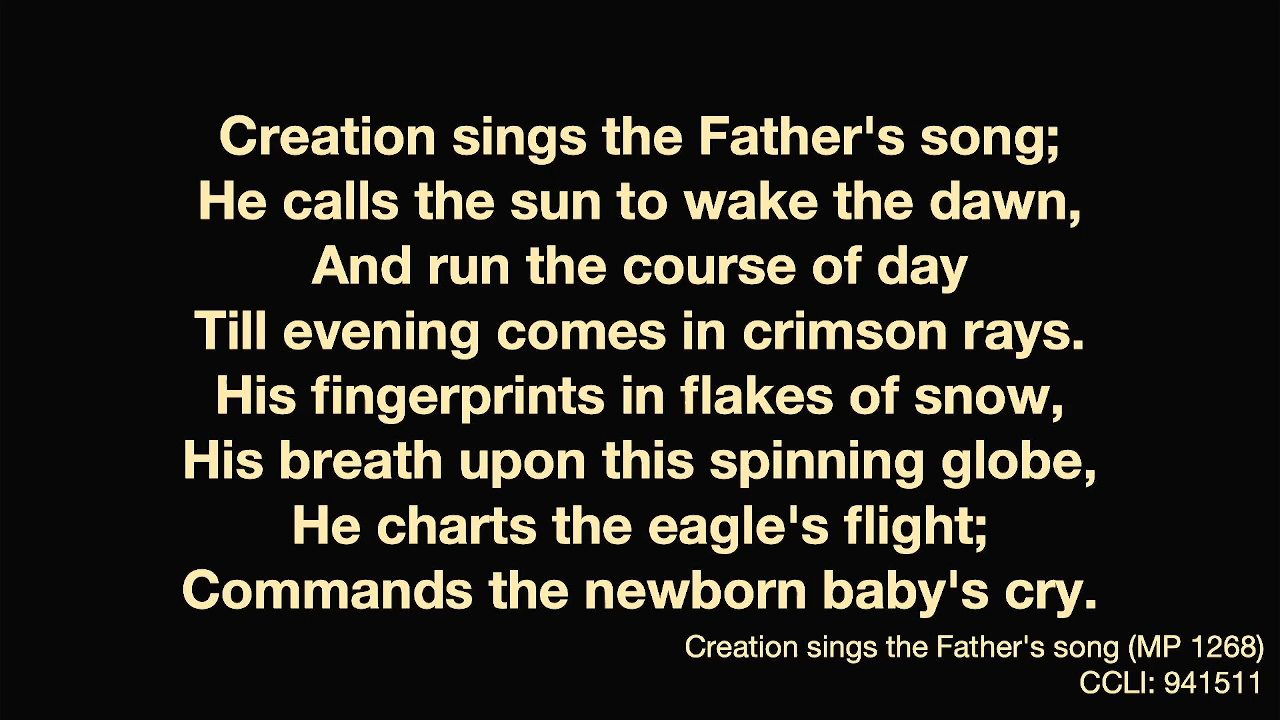 Creation sings the Father's song;
He calls the sun to wake the dawn,
And run the course of day
Till evening comes in crimson rays.
His fingerprints in flakes of snow,
His breath upon this spinning globe,
He charts the eagle's flight;
Commands the newborn baby's cry.
Creation sings the Father's song (MP 1268)
CCLI: 941511